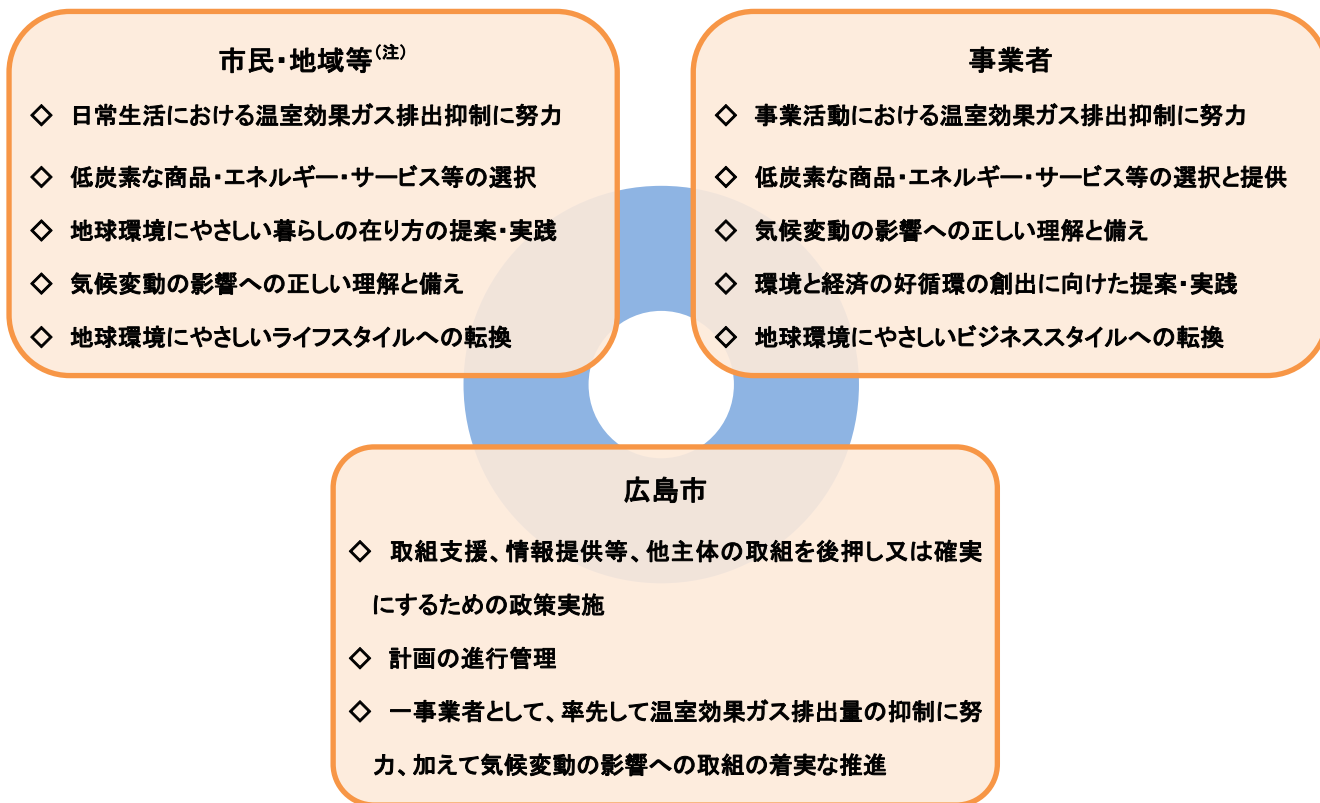 市民・地域等(注)
◇ 日常生活における温室効果ガス排出抑制に努力
◇ 低炭素な商品・エネルギー・サービス等の選択
◇ 地球環境にやさしい暮らしの在り方の提案・実践
◇ 気候変動の影響への正しい理解と備え
◇ 地球環境にやさしいライフスタイルへの転換
事業者
◇ 事業活動における温室効果ガス排出抑制に努力
◇ 低炭素な商品・エネルギー・サービス等の選択と提供
◇ 気候変動の影響への正しい理解と備え
◇ 環境と経済の好循環の創出に向けた提案・実践
◇ 地球環境にやさしいビジネススタイルへの転換
広島市
◇ 取組支援、情報提供等、他主体の取組を後押し又は確実
にするための政策実施
◇ 計画の進行管理
◇ 一事業者として、率先して温室効果ガス排出量の抑制に努
力、加えて気候変動の影響への取組の着実な推進